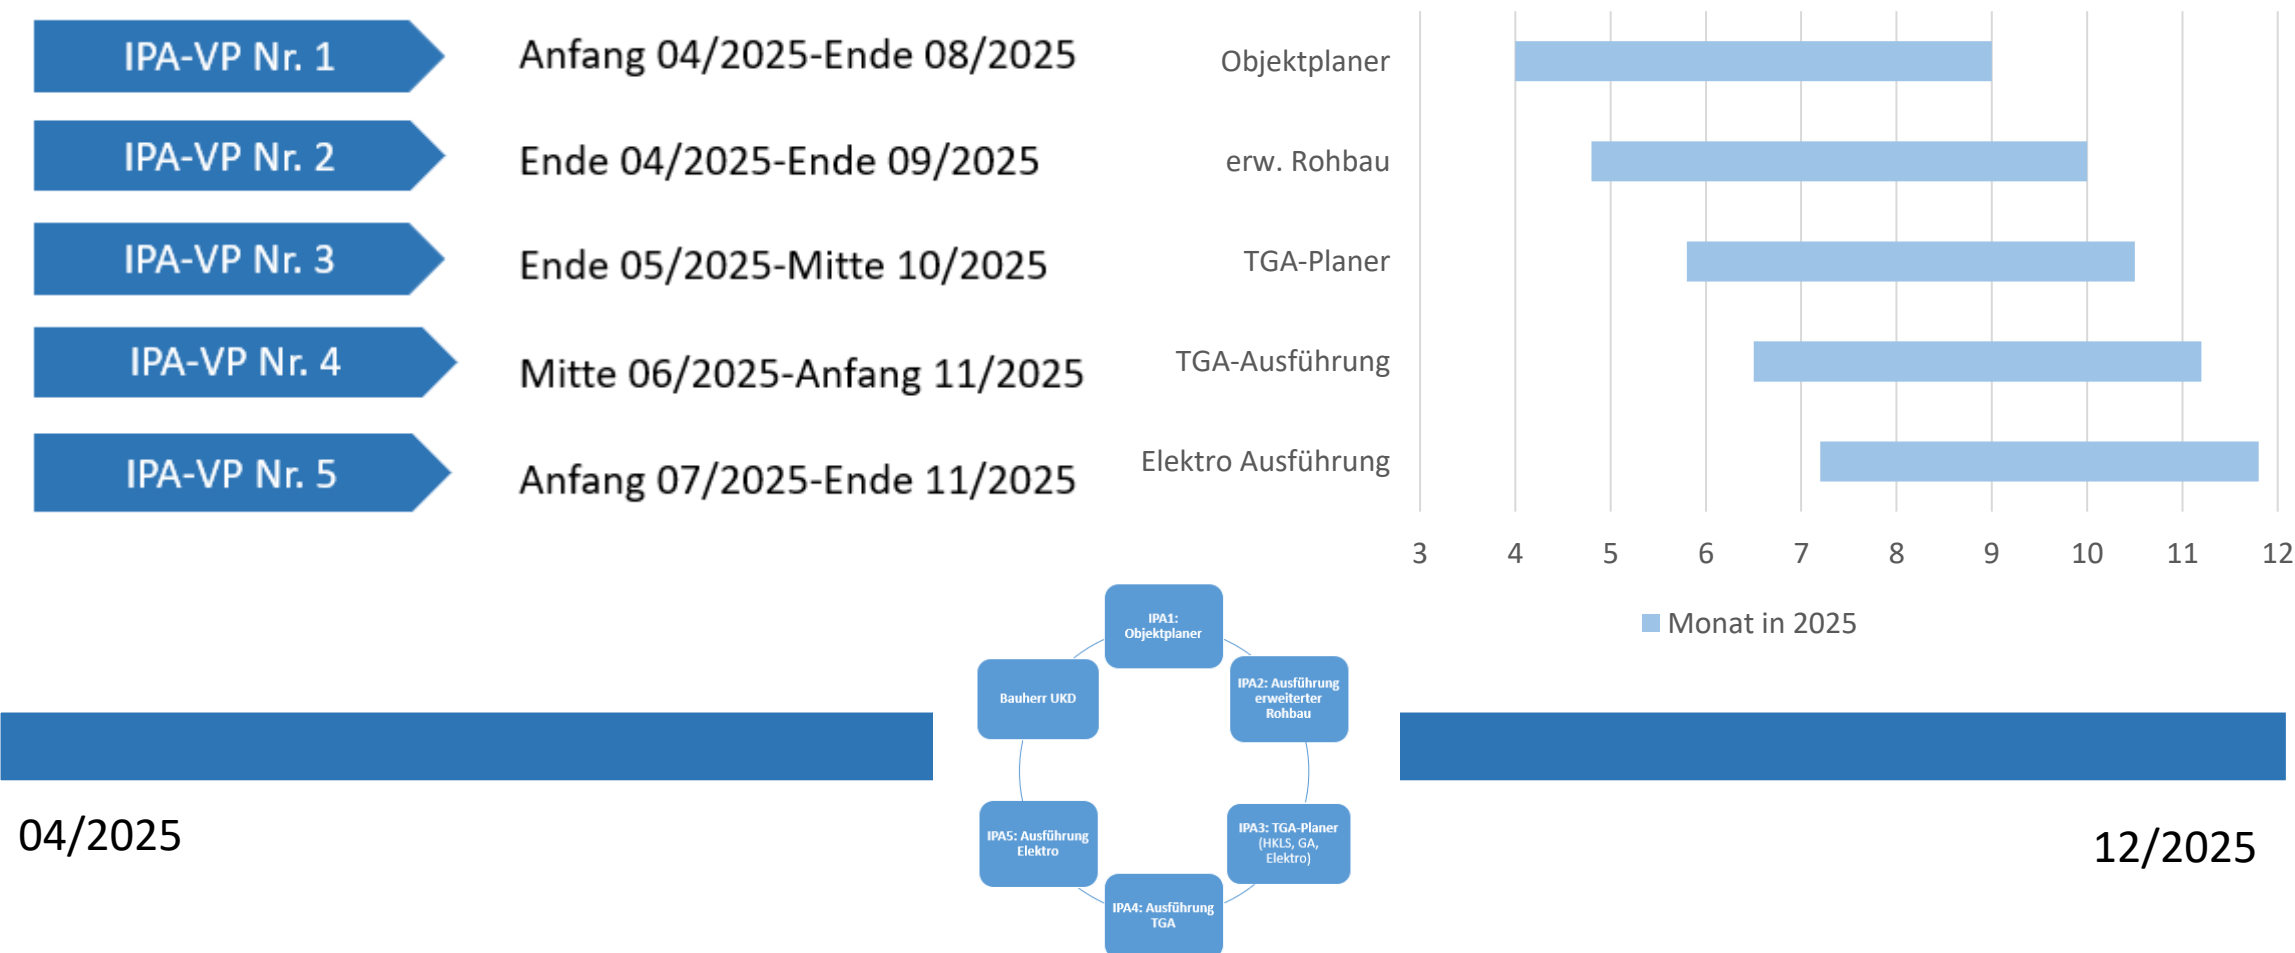 IPA-VP Nr. 1
Anfang 04/2025-Ende 08/2025
IPA-VP Nr. 2
Ende 04/2025-Ende 09/2025
IPA-VP Nr. 3
Ende 05/2025-Mitte 10/2025
IPA-VP Nr. 4
Mitte 06/2025-Anfang 11/2025
IPA-VP Nr. 5
Anfang 07/2025-Ende 11/2025
Objektplaner
erw. Rohbau
TGA-Planer
TGA-Ausführung
Elektro Ausführung
3 4 5 6 7 8 9 10 11 12
Monat in 2025
IPA1:
Objektplaner
IPA2: Ausführung
erweiterter
Rohbau
IPA3: TGA-Planer
(HKLS, GA,
Elektro)
IPA4: Ausführung
TGA
IPA5: Ausführung
Elektro
Bauherr UKD
04/2025
12/2025